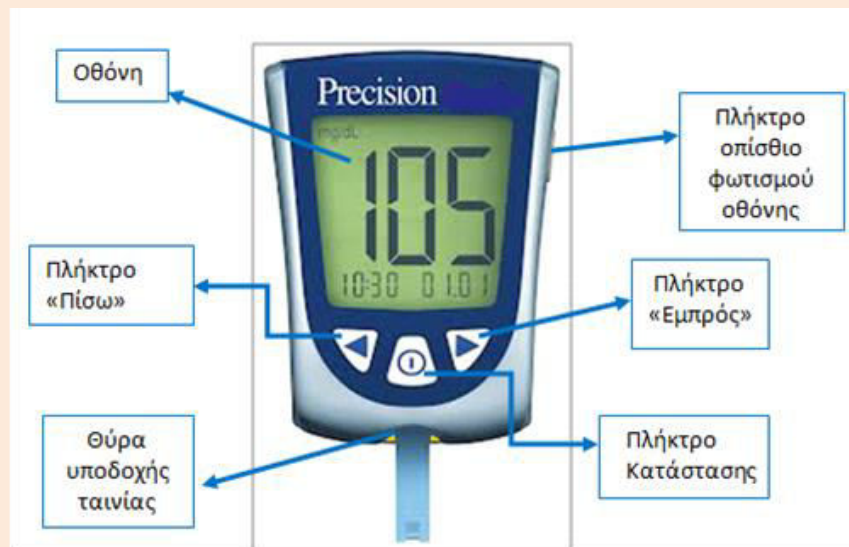 Οθόνη
Precision
mg/dL
105
10:30 01.01
Πλήκτρο
οπίσθιο
φωτισμού
οθόνης
Πλήκτρο
«Πίσω»
Πλήκτρο
«Εμπρός»
Θύρα
υποδοχής
ταινίας
Πλήκτρο
Κατάστασης